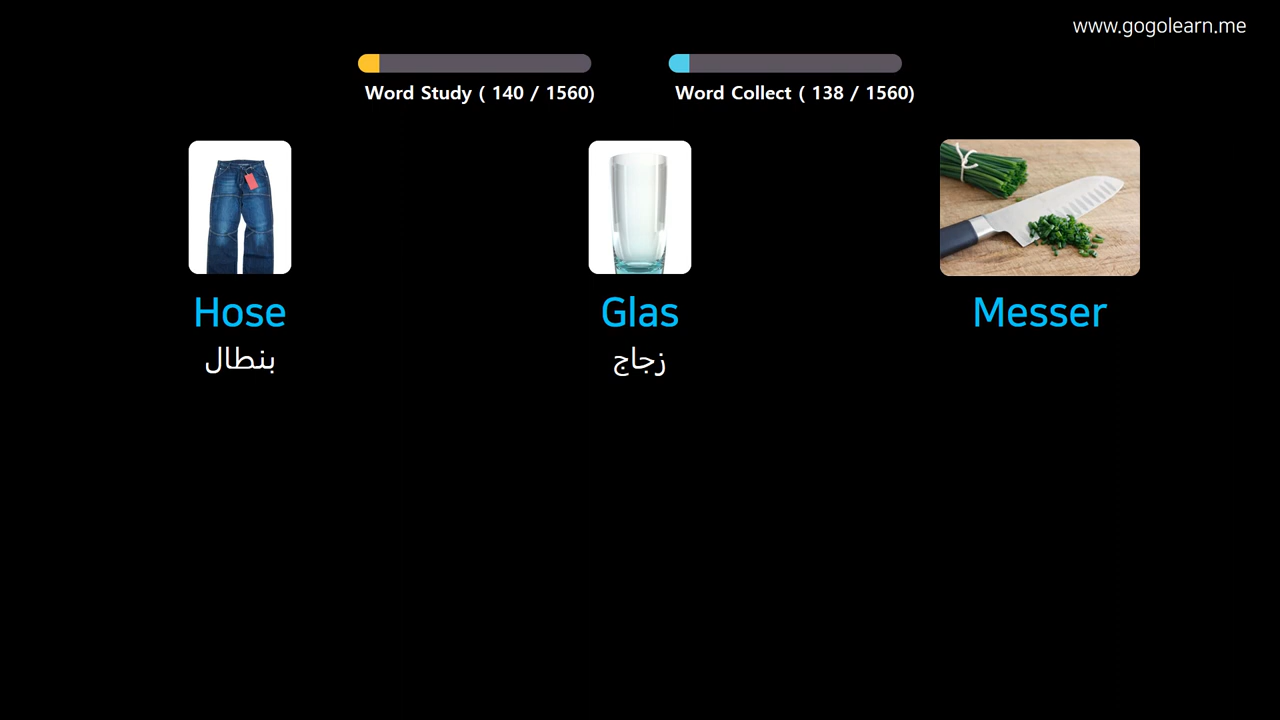 www.gogolearn.me
Word Study ( 140 / 1560)
Word Collect ( 138 / 1560)
Hose
بنطال
Glas
زجاج
Messer